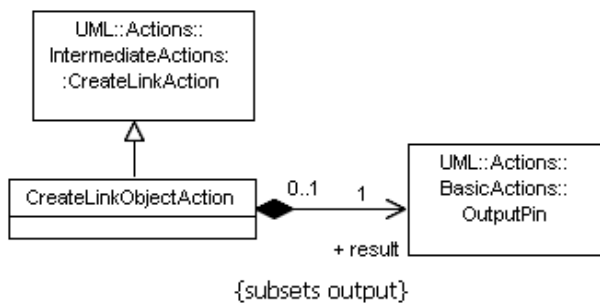 UML::Actions::
IntermediateActions:
:CreateLinkAction
CreateLinkObjectAction
0..1
1
UML::Actions::
BasicActions::
OutputPin
+ result
{subsets output}